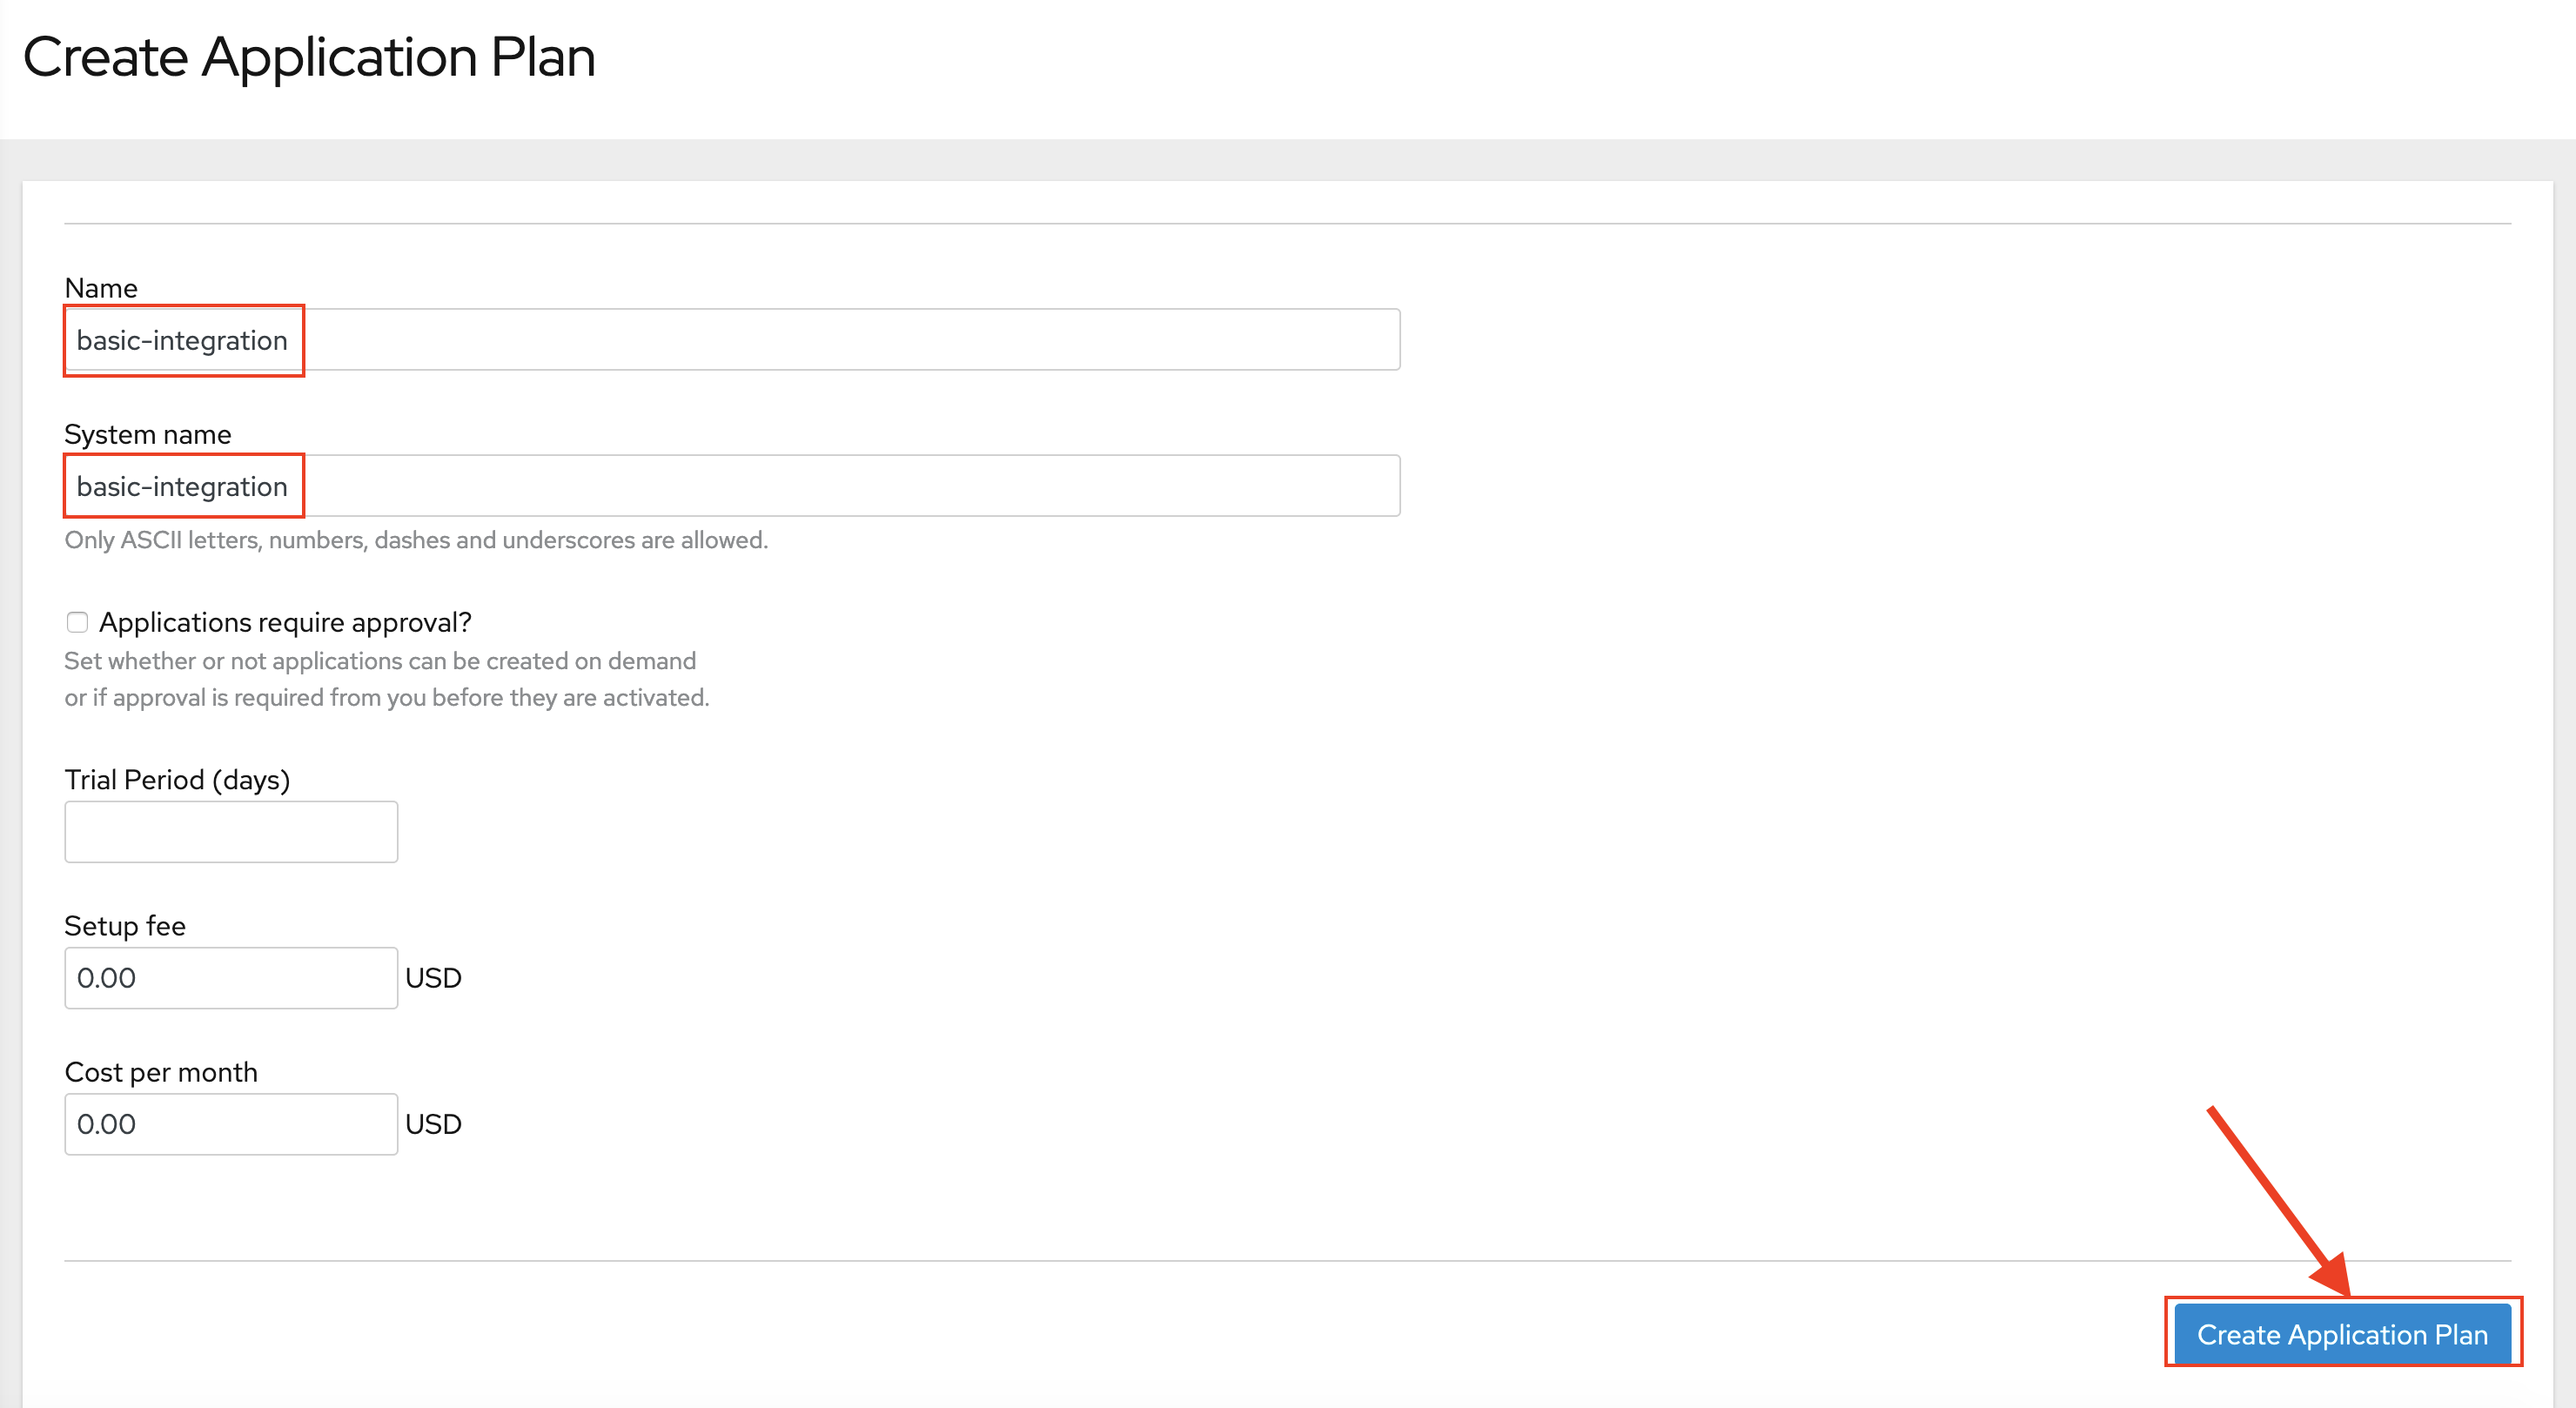 Create Application Plan
Name
basic-integration
System name
basic-integration
Only ASCII letters, numbers, dashes and underscores are allowed.
Applications require approval?
Set whether or not applications can be created on demand
or if approval is required from you before they are activated.
Trial Period (days)
Setup fee
0.00 USD
Cost per month
0.00 USD
Create Application Plan